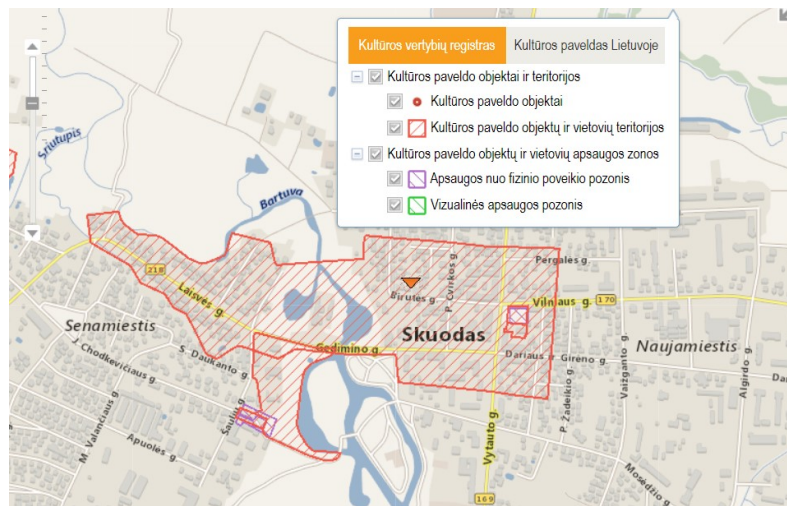 Kultūros vertybių registras
Kultūros paveldas Lietuvoje
Kultūros paveldo objektai ir teritorijos
Kultūros paveldo objektai
Kultūros paveldo objektų ir vietovių teritorijos
Kultūros paveldo objektų ir vietovių apsaugos zonos
Apsaugos nuo fizinio poveikio pozonis
Vizualinės apsaugos pozonis
Sriutupis
Bartuva
218
Laisvės g.
Pergalės g.
P. Cvirkos g.
Birutės g.
Vilniaus g.
170
Senamiestis
Skuodas
Gedimino g.
Dariaus ir Girėno g.
Naujamiestis
J. Chodkevičiaus g.
S. Daukanto g.
M. Valančiaus g.
Apuolės g.
Šaulių g.
Vytauto g.
P. Žadeikio g.
Vaižganto g.
Algirdo g.
Da
Mosėdžio g.
169